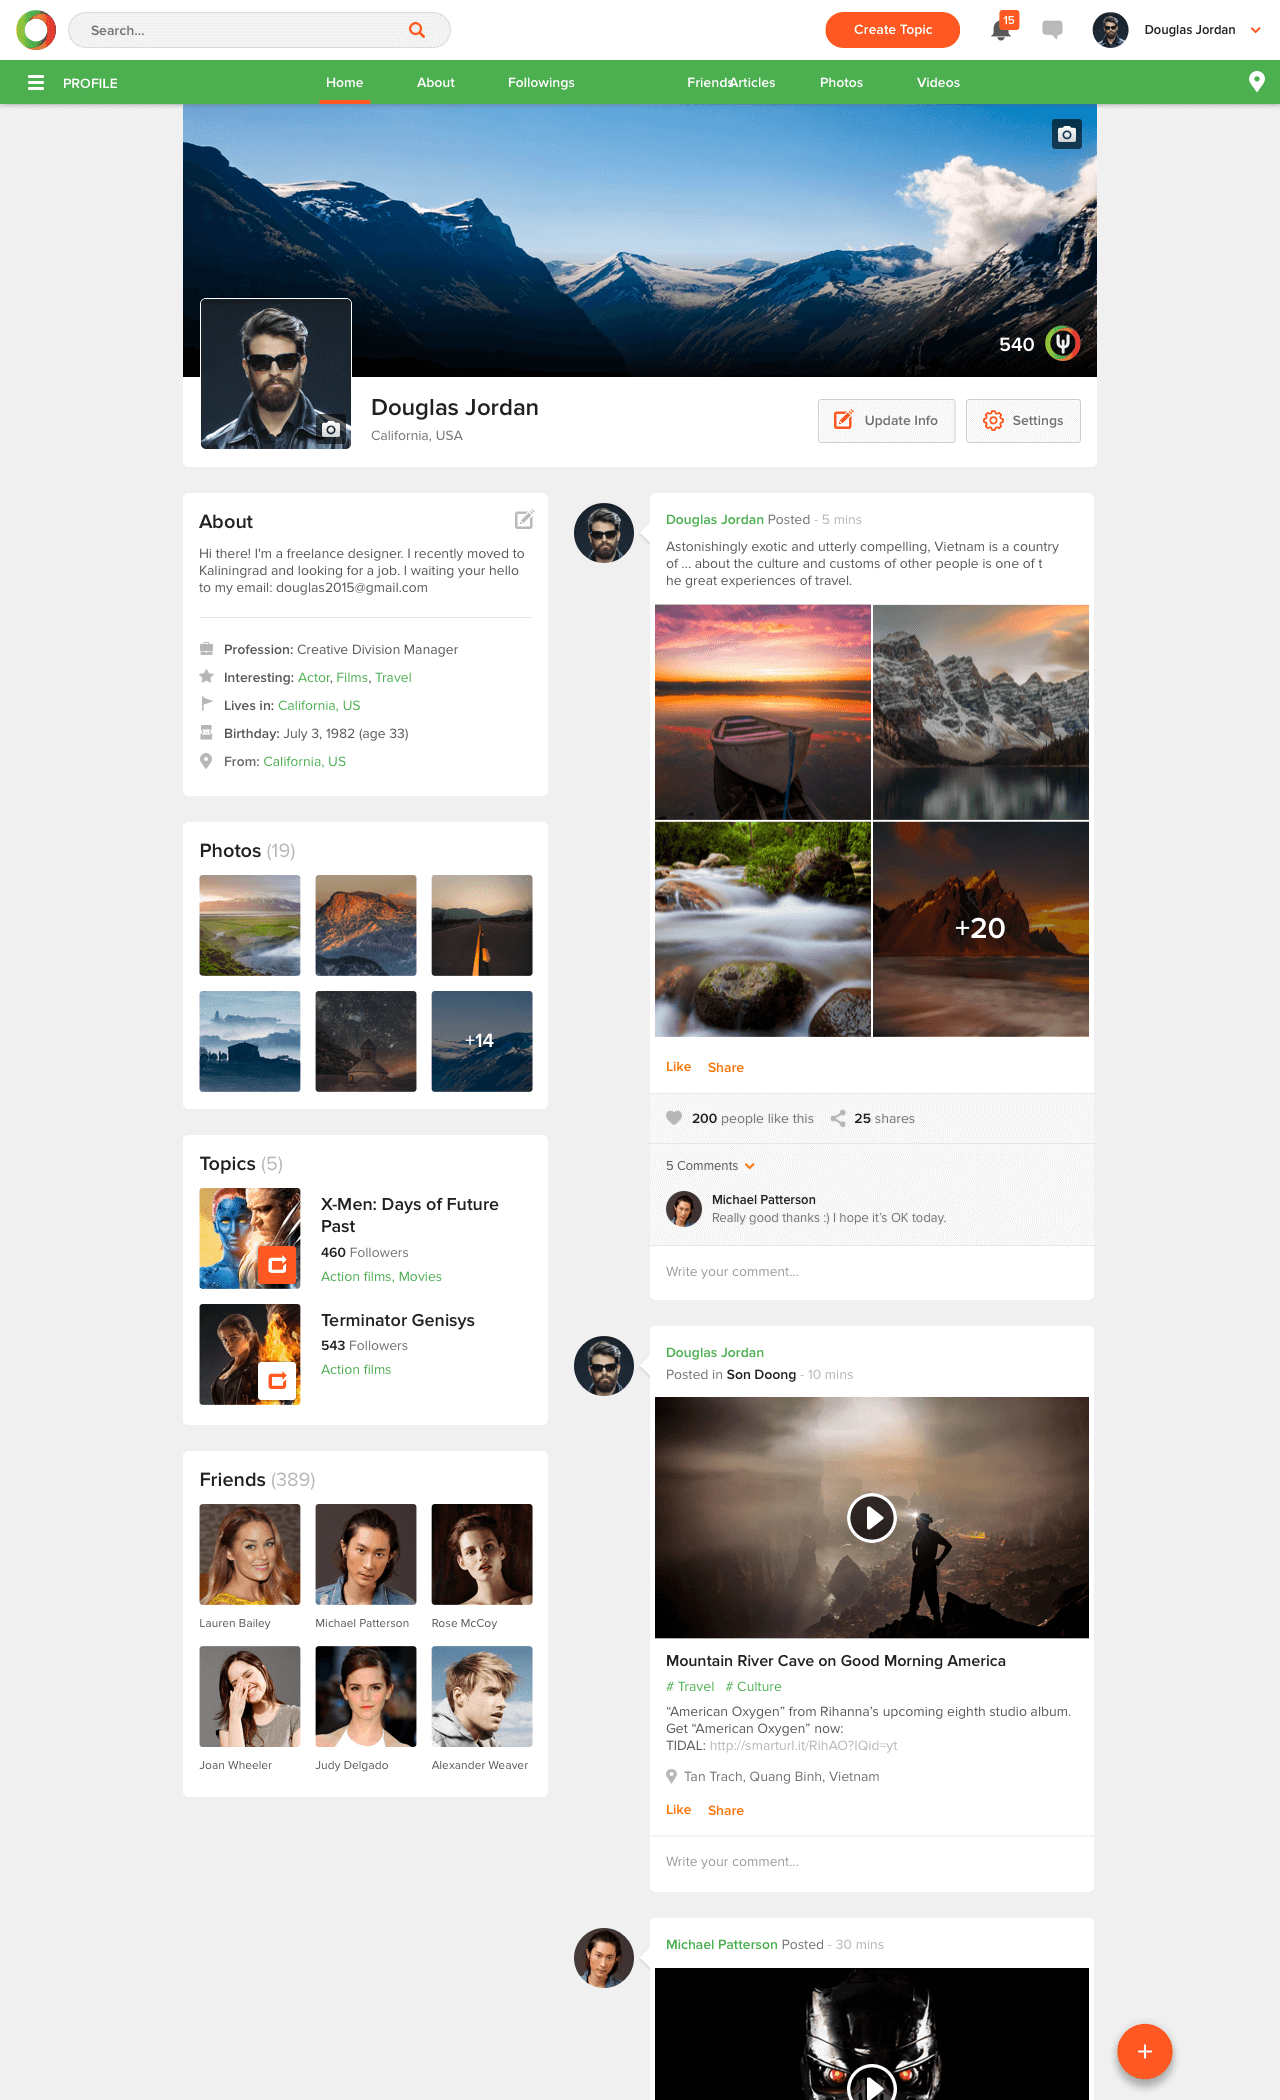 Search...
Create Topic
15
Douglas Jordan
PROFILE
Home
About
Followings
Friends
Articles
Photos
Videos
540
Douglas Jordan
California, USA
Update Info
Settings
About
Hi there! I'm a freelance designer. I recently moved to
Kaliningrad and looking for a job. I waiting your hello
to my email: douglas2015@gmail.com
Profession: Creative Division Manager
Interesting: Actor, Films, Travel
Lives in: California, US
Birthday: July 3, 1982 (age 33)
From: California, US
Photos (19)
+14
Topics (5)
X-Men: Days of Future
Past
460 Followers
Action films, Movies
Terminator Genisys
543 Followers
Action films
Friends (389)
Lauren Bailey
Michael Patterson
Rose McCoy
Joan Wheeler
Judy Delgado
Alexander Weaver
Douglas Jordan Posted - 5 mins
Astonishingly exotic and utterly compelling, Vietnam is a country
of ... about the culture and customs of other people is one of t
he great experiences of travel.
+20
Like Share
200 people like this 25 shares
5 Comments
Michael Patterson
Really good thanks :) I hope it's OK today.
Write your comment...
Douglas Jordan
Posted in Son Doong - 10 mins
Mountain River Cave on Good Morning America
# Travel # Culture
“American Oxygen” from Rihanna’s upcoming eighth studio album.
Get “American Oxygen” now:
TIDAL: http://smarturl.it/RihAO?IQid=yt
Tan Trach, Quang Binh, Vietnam
Like Share
Write your comment...
Michael Patterson Posted - 30 mins